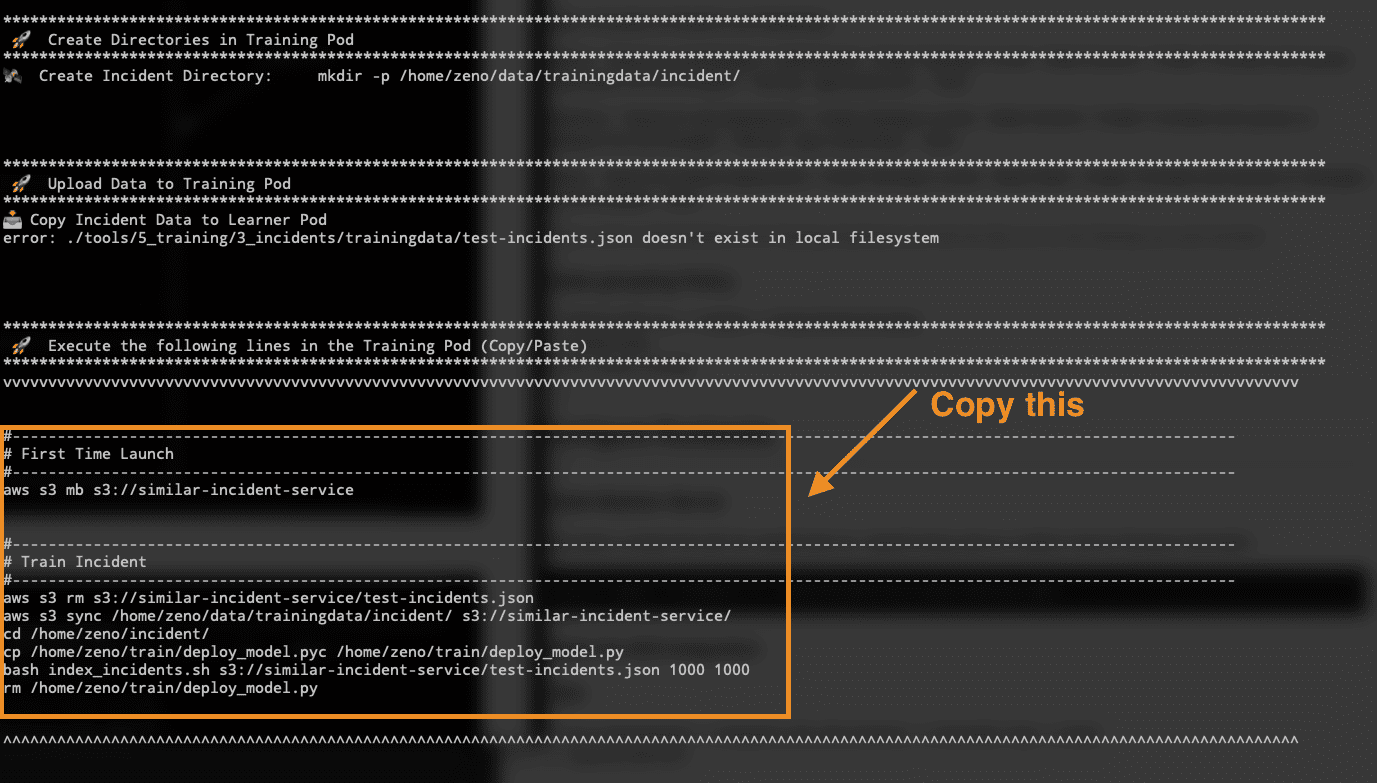 ***************************************************************************************************************************************************
🚀 Create Directories in Training Pod
***************************************************************************************************************************************************
Create Incident Directory:     mkdir -p /home/zeno/data/trainingdata/incident/
***************************************************************************************************************************************************
🚀 Upload Data to Training Pod
***************************************************************************************************************************************************
📥 Copy Incident Data to Learner Pod
error: ./tools/5_training/3_incidents/trainingdata/test-incidents.json doesn't exist in local filesystem
***************************************************************************************************************************************************
🚀 Execute the following lines in the Training Pod (Copy/Paste)
***************************************************************************************************************************************************
vvvvvvvvvvvvvvvvvvvvvvvvvvvvvvvvvvvvvvvvvvvvvvvvvvvvvvvvvvvvvvvvvvvvvvvvvvvvvvvvvvvvvvvvvvvvvvvvvvvvvvvvvvvvvvvvvvvvvvvvvvvvvvvvvvvvvvvvvvvvvvvv
Copy this
#----------------------------------------------------------------------------------------------------------------------------------------
# First Time Launch
#----------------------------------------------------------------------------------------------------------------------------------------
aws s3 mb s3://similar-incident-service
#----------------------------------------------------------------------------------------------------------------------------------------
# Train Incident
#----------------------------------------------------------------------------------------------------------------------------------------
aws s3 rm s3://similar-incident-service/test-incidents.json
aws s3 sync /home/zeno/data/trainingdata/incident/ s3://similar-incident-service/
cd /home/zeno/incident/
cp /home/zeno/train/deploy_model.pyc /home/zeno/train/deploy_model.py
bash index_incidents.sh s3://similar-incident-service/test-incidents.json 1000 1000
rm /home/zeno/train/deploy_model.py
^^^^^^^^^^^^^^^^^^^^^^^^^^^^^^^^^^^^^^^^^^^^^^^^^^^^^^^^^^^^^^^^^^^^^^^^^^^^^^^^^^^^^^^^^^^^^^^^^^^^^^^^^^^^^^^^^^^^^^^^^^^^^^^^^^^^^^^^^^^^^^^^